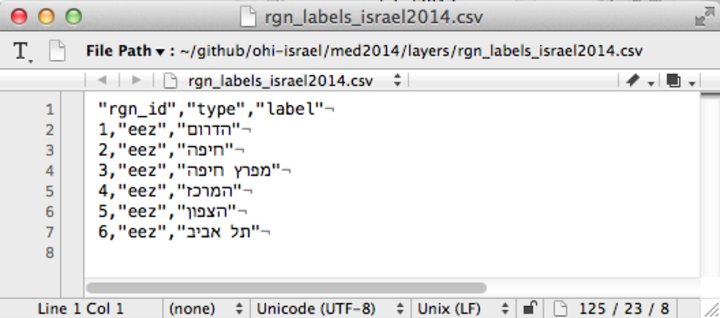 rgn_labels_israel2014.csv
File Path ▾ : ~/github/ohi-israel/med2014/layers/rgn_labels_israel2014.csv
rgn_labels_israel2014.csv
1 "rgn_id","type","label"¬
2 1,"eez","הדרום"¬
3 2,"eez","חיפה"¬
4 3,"eez","מפרץ חיפה"¬
5 4,"eez","המרכז"¬
6 5,"eez","הצפון"¬
7 6,"eez","תל אביב"¬
8
Line 1 Col 1 (none) Unicode (UTF-8) Unix (LF) 125 / 23 / 8